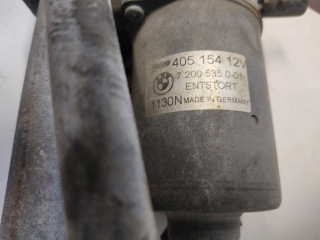 405.154 12V
7 200 535.0-01
ENTSTÖRT
1130N MADE IN GERMANY